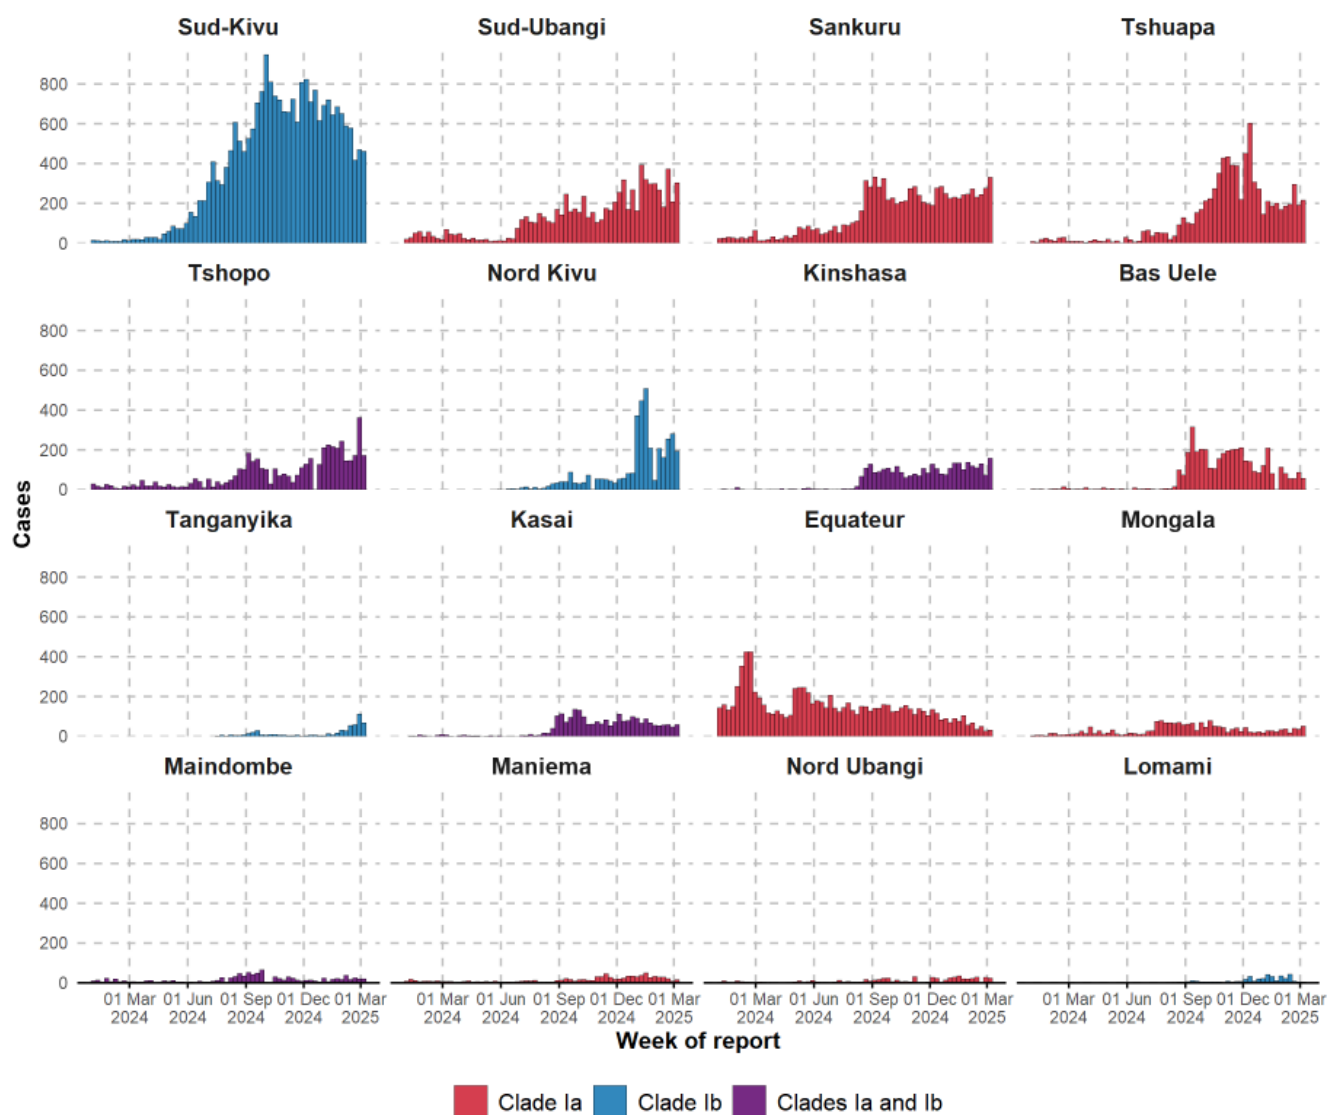 Sud-Kivu Sud-Ubangi Sankuru Tshuapa
800
600
400
200
0
Tshopo Nord Kivu Kinshasa Bas Uele
800
600
400
200
0
Cases
Tanganyika Kasai Equateur Mongala
800
600
400
200
0
Maindombe Maniema Nord Ubangi Lomami
800
600
400
200
0
01 Mar 01 Jun 01 Sep 01 Dec 01 Mar 01 Mar 01 Jun 01 Sep 01 Dec 01 Mar 01 Mar 01 Jun 01 Sep 01 Dec 01 Mar 01 Mar 01 Jun 01 Sep 01 Dec 01 Mar
2024 2024 2024 2024 2025 2024 2024 2024 2024 2025 2024 2024 2024 2024 2025 2024 2024 2024 2024 2025
Week of report
Clade Ia Clade Ib Clades Ia and Ib